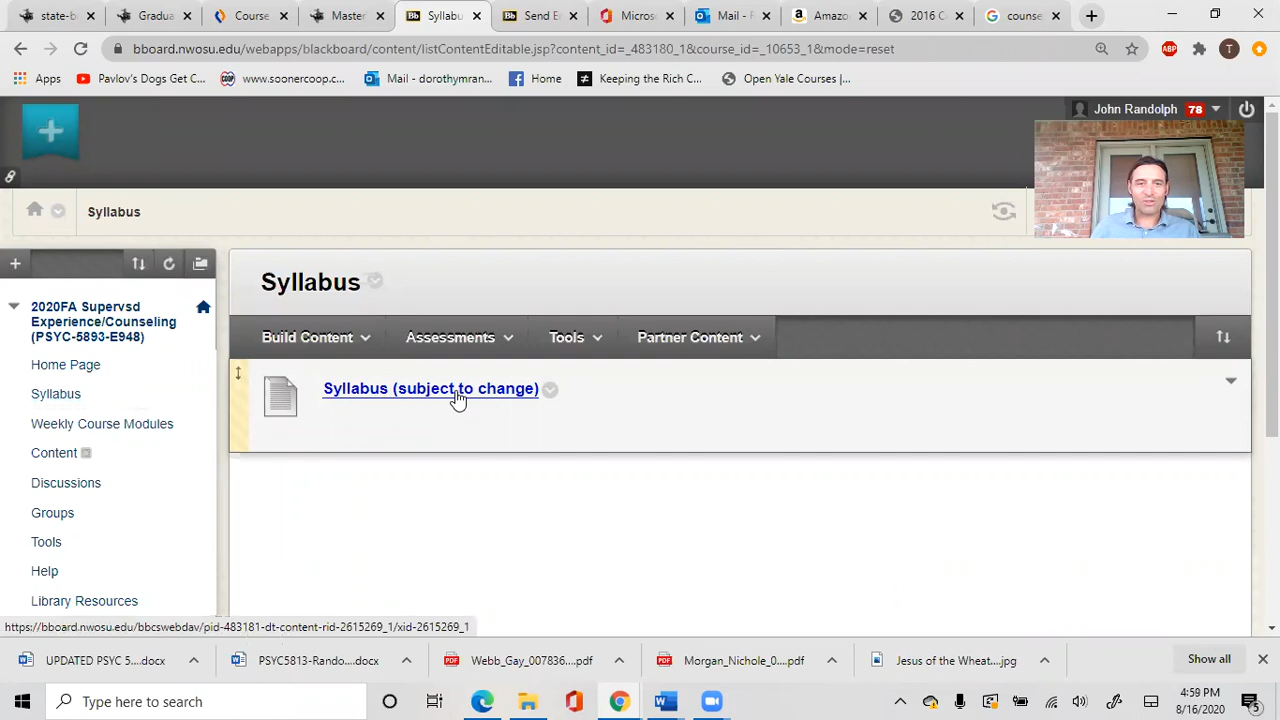 state-b
Gradua
Course
Master
Syllabu
Send E
Micros
Mail - R
Amazo
2016 C
counse
bboard.nwosu.edu/webapps/blackboard/content/listContentEditable.jsp?content_id=_483180_1&course_id=_10653_1&mode=reset
ABP
T
Apps
Pavlov's Dogs Get C...
www.sommercoop....
Mail - dorothymran...
Home
Keeping the Rich C...
Open Yale Courses |...
John Randolph 78
Syllabus
2020FA Supervsd
Experience/Counseling
(PSYC-5893-E948)
Home Page
Syllabus
Weekly Course Modules
Content
Discussions
Groups
Tools
Help
Library Resources
Syllabus
Build Content
Assessments
Tools
Partner Content
Syllabus (subject to change)
https://bboard.nwosu.edu/bbcswebdav/pid-483181-dt-content-rid-2615269_1/xid-2615269_1
UPDATED PSYC 5....docx
PSYC5813-Rando....docx
Webb_Gay_007836....pdf
Morgan_Nichole_0....pdf
Jesus of the Wheat....jpg
Show all
Type here to search
4:59 PM
8/16/2020
5